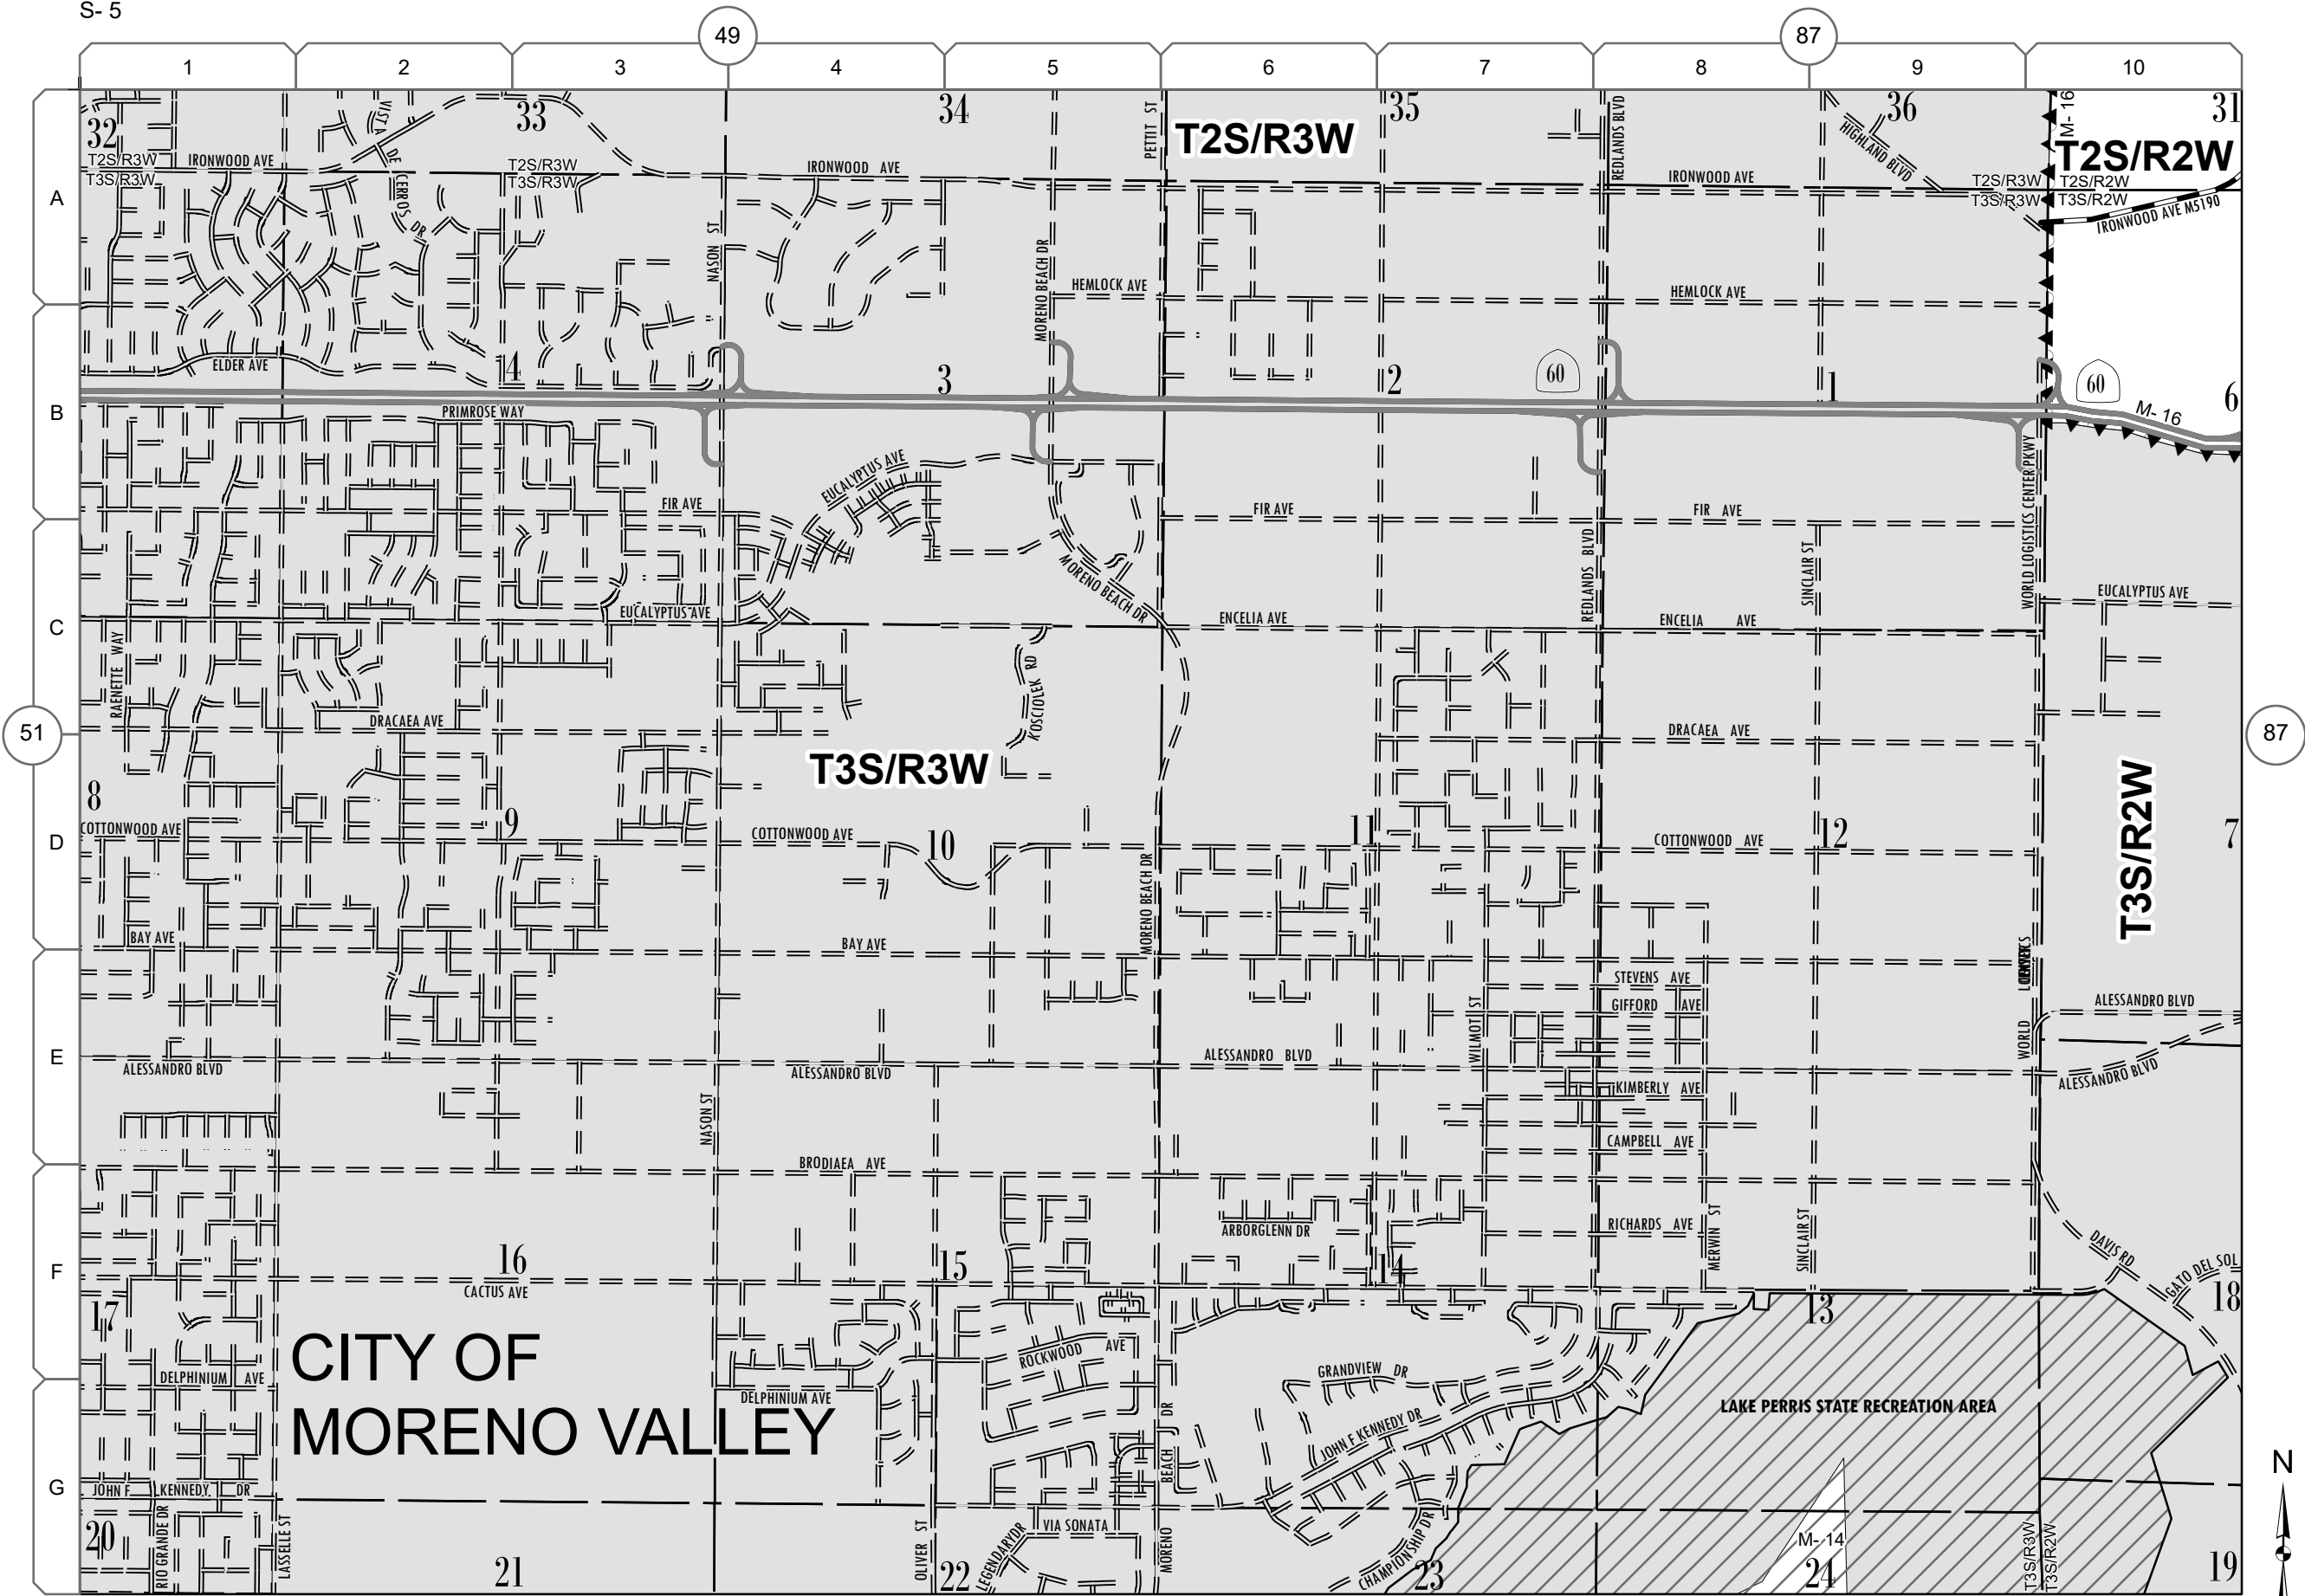 S- 5
49
87
1
2
3
4
5
6
7
8
9
10
A
B
C
D
E
F
G
51
87
32
33
34
35
36
31
T2S/R3W
T2S/R2W
VISTA DE CERROS DR
PETTIT ST
REDLANDS BLVD
HIGHLAND BLVD
M- 16
T2S/R3W
T3S/R3W
IRONWOOD AVE
T2S/R3W
T3S/R3W
IRONWOOD AVE
IRONWOOD AVE
T2S/R3W
T3S/R3W
T2S/R2W
T3S/R2W
IRONWOOD AVE M5190
NASON ST
MORENO BEACH DR
HEMLOCK AVE
HEMLOCK AVE
ELDER AVE
4
3
2
60
1
60
6
M- 16
PRIMROSE WAY
EUCALYPTUS AVE
FIR AVE
FIR AVE
FIR AVE
WORLD LOGISTICS CENTER PKWY
REDLANDS BLVD
SINCLAIR ST
MORENO BEACH DR
EUCALYPTUS AVE
EUCALYPTUS AVE
ENCELIA AVE
ENCELIA AVE
RAENETTE WAY
KOSCIOLEK RD
DRACAEA AVE
DRACAEA AVE
T3S/R3W
T3S/R2W
8
9
10
11
12
7
COTTONWOOD AVE
COTTONWOOD AVE
COTTONWOOD AVE
MORENO BEACH DR
BAY AVE
BAY AVE
STEVENS AVE
GIFFORD AVE
WILMOT ST
WORLD
ALESSANDRO BLVD
ALESSANDRO BLVD
ALESSANDRO BLVD
ALESSANDRO BLVD
ALESSANDRO BLVD
KIMBERLY AVE
NASON ST
CAMPBELL AVE
BRODIAEA AVE
ARBORGLENN DR
RICHARDS AVE
MERWIN ST
SINCLAIR ST
DAVIS RD
GATO DEL SOL
16
15
14
13
18
17
CACTUS AVE
CITY OF
MORENO VALLEY
ROCKWOOD AVE
GRANDVIEW DR
DELPHINIUM AVE
DELPHINIUM AVE
LAKE PERRIS STATE RECREATION AREA
JOHN F KENNEDY DR
MORENO BEACH DR
JOHN F KENNEDY DR
RIO GRANDE DR
LASSELLE ST
OLIVER ST
LEGENDARY DR
VIA SONATA
CHAMPIONSHIP DR
M- 14
T3S/R3W
T3S/R2W
20
21
22
23
24
19
N